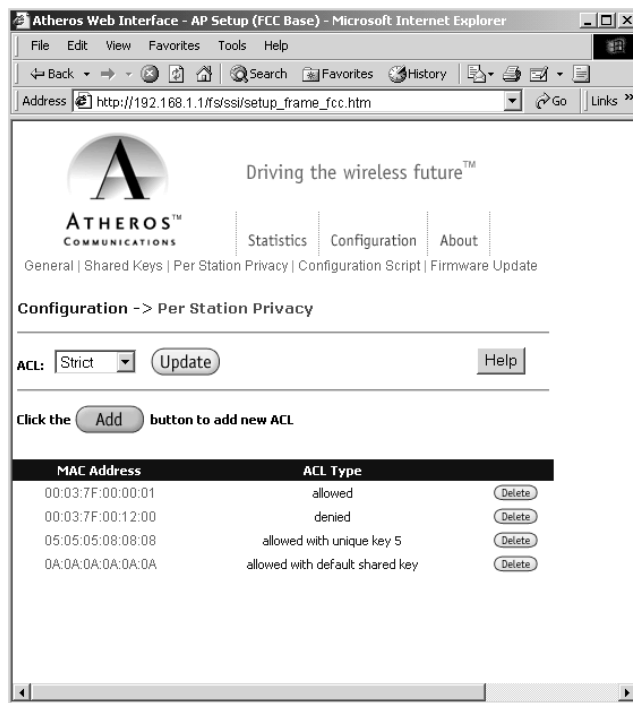 Atheros Web Interface - AP Setup (FCC Base) - Microsoft Internet Explorer
File Edit View Favorites Tools Help
Back Search Favorites History
Address http://192.168.1.1/fs/ssi/setup_frame_fcc.htm Go Links »
Driving the wireless future™
ATHEROS™
COMMUNICATIONS
Statistics Configuration About
General | Shared Keys | Per Station Privacy | Configuration Script | Firmware Update
Configuration -> Per Station Privacy
ACL: Strict Update Help
Click the Add button to add new ACL
MAC Address ACL Type
00:03:7F:00:00:01 allowed Delete
00:03:7F:00:12:00 denied Delete
05:05:05:08:08:08 allowed with unique key 5 Delete
0A:0A:0A:0A:0A:0A allowed with default shared key Delete